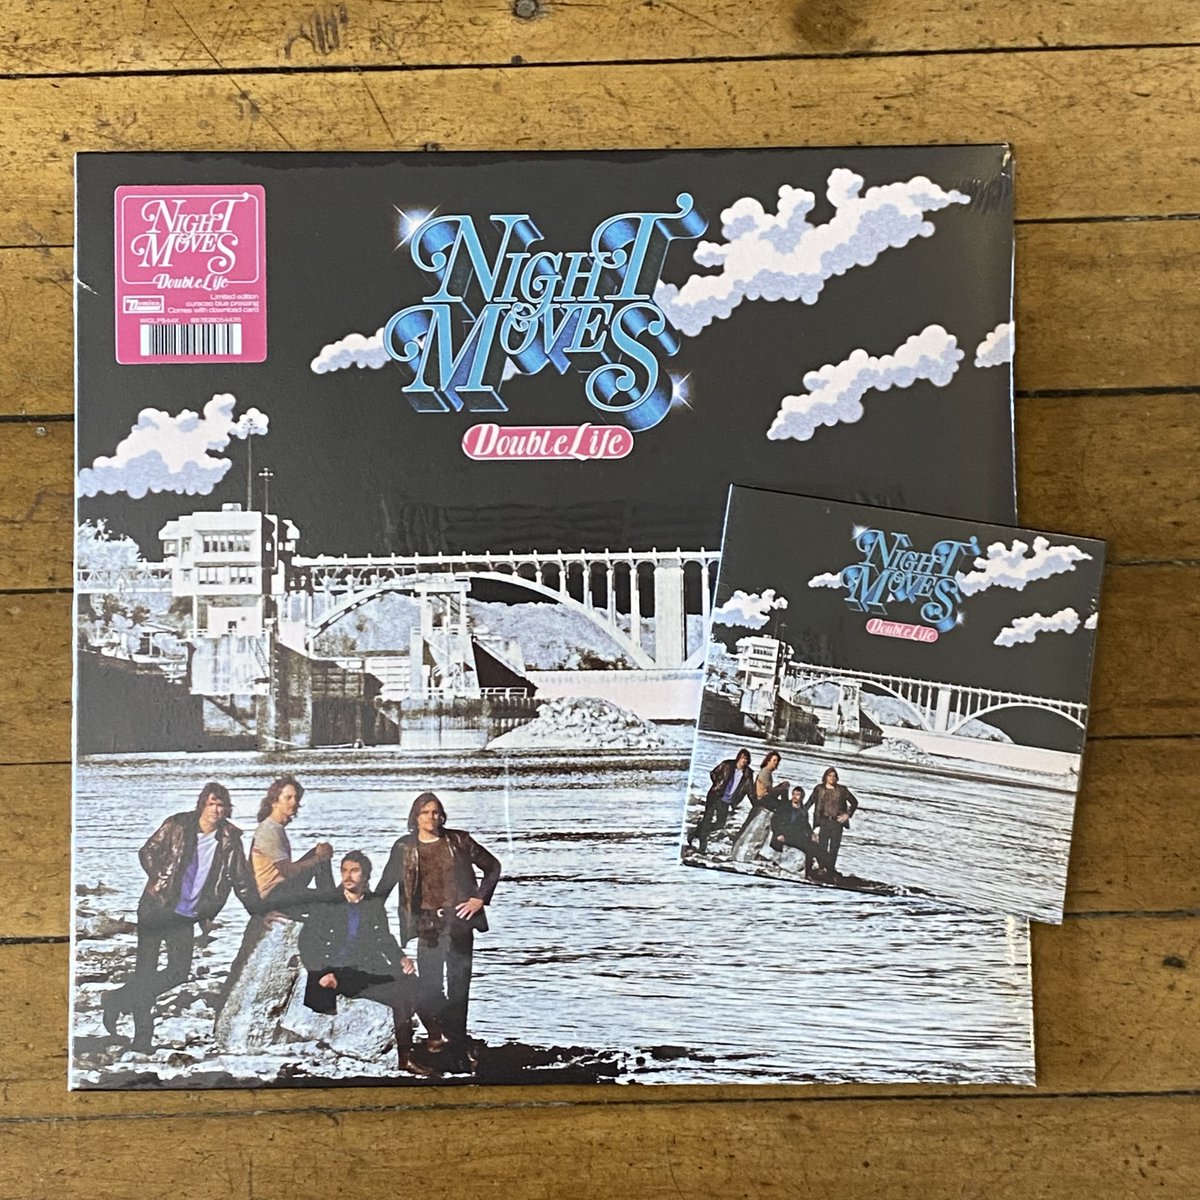 NIGHT
MOVES
Double Life
Domino
Limited edition
curacao blue pressing
Comes with download card
NIGHT
MOVES
Double Life
NIGHT
MOVES
Double Life